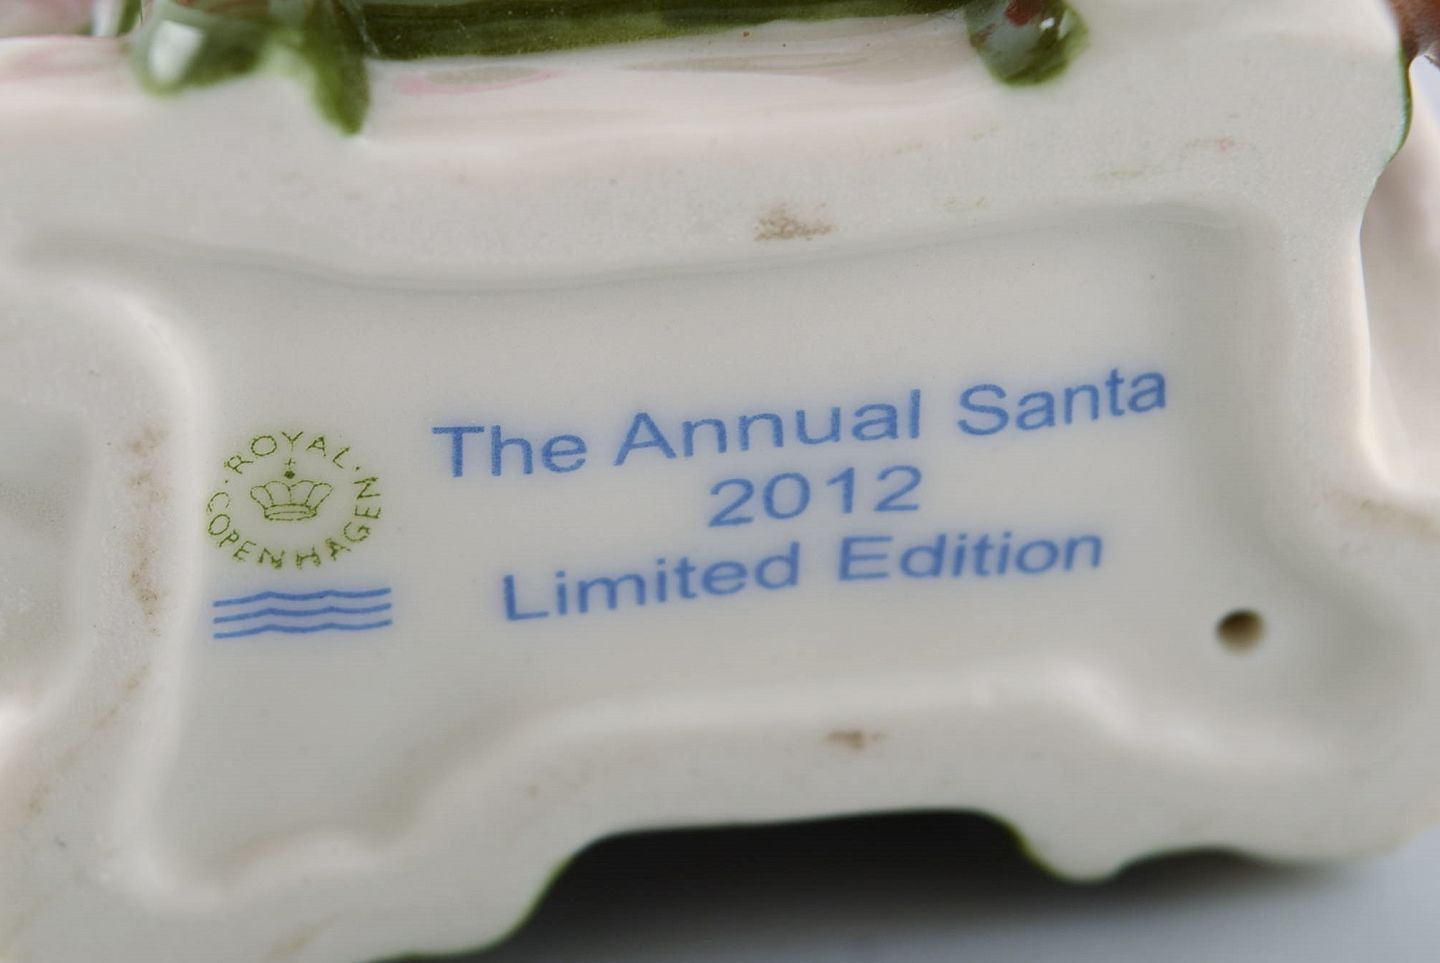 ROYAL
COPENHAGEN
The Annual Santa
2012
Limited Edition